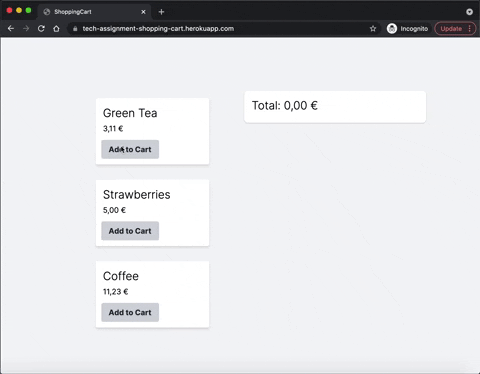 ShoppingCart
tech-assignment-shopping-cart.herokuapp.com
Incognito
Update
Green Tea
3,11 €
Add to Cart
Strawberries
5,00 €
Add to Cart
Coffee
11,23 €
Add to Cart
Total: 0,00 €